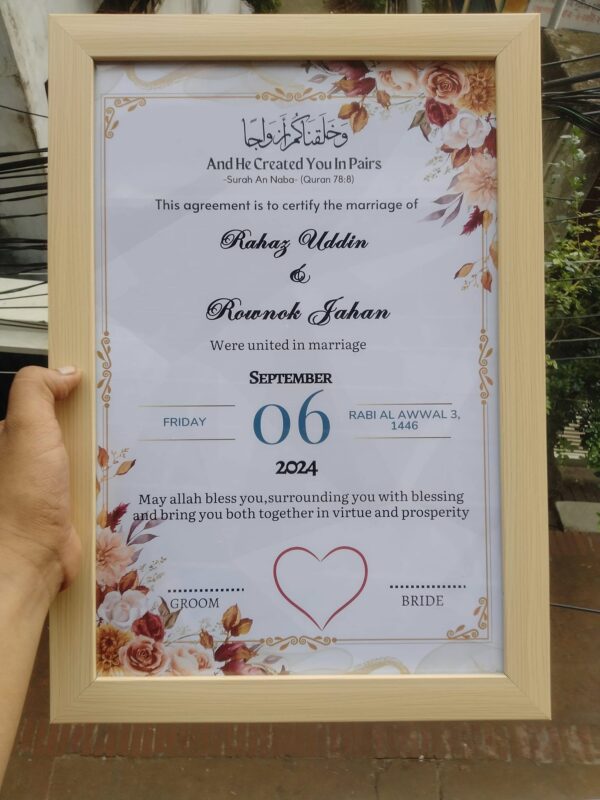 وَخَلَقْنَاكُمْ أَزْوَاجًا
And He Created You In Pairs
-Surah An Naba- (Quran 78:8)
This agreement is to certify the marriage of
Rahaz Uddin
&
Rownok Jahan
Were united in marriage
SEPTEMBER
FRIDAY
06
RABI AL AWWAL 3,
1446
2024
May allah bless you,surrounding you with blessing
and bring you both together in virtue and prosperity
GROOM
BRIDE